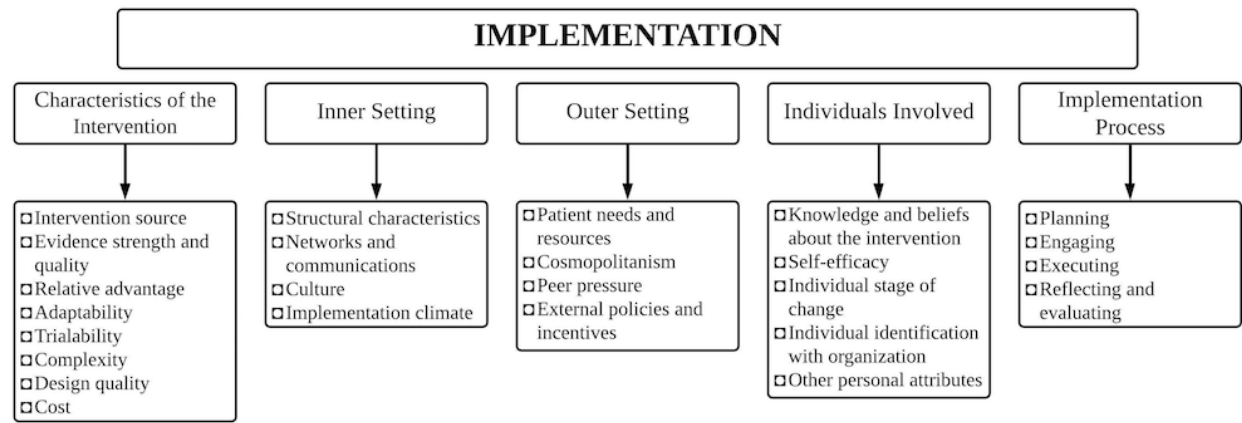 IMPLEMENTATION
Characteristics of the
Intervention
Intervention source
Evidence strength and
quality
Relative advantage
Adaptability
Trialability
Complexity
Design quality
Cost
Inner Setting
Structural characteristics
Networks and
communications
Culture
Implementation climate
Outer Setting
Patient needs and
resources
Cosmopolitanism
Peer pressure
External policies and
incentives
Individuals Involved
Knowledge and beliefs
about the intervention
Self-efficacy
Individual stage of
change
Individual identification
with organization
Other personal attributes
Implementation
Process
Planning
Engaging
Executing
Reflecting and
evaluating